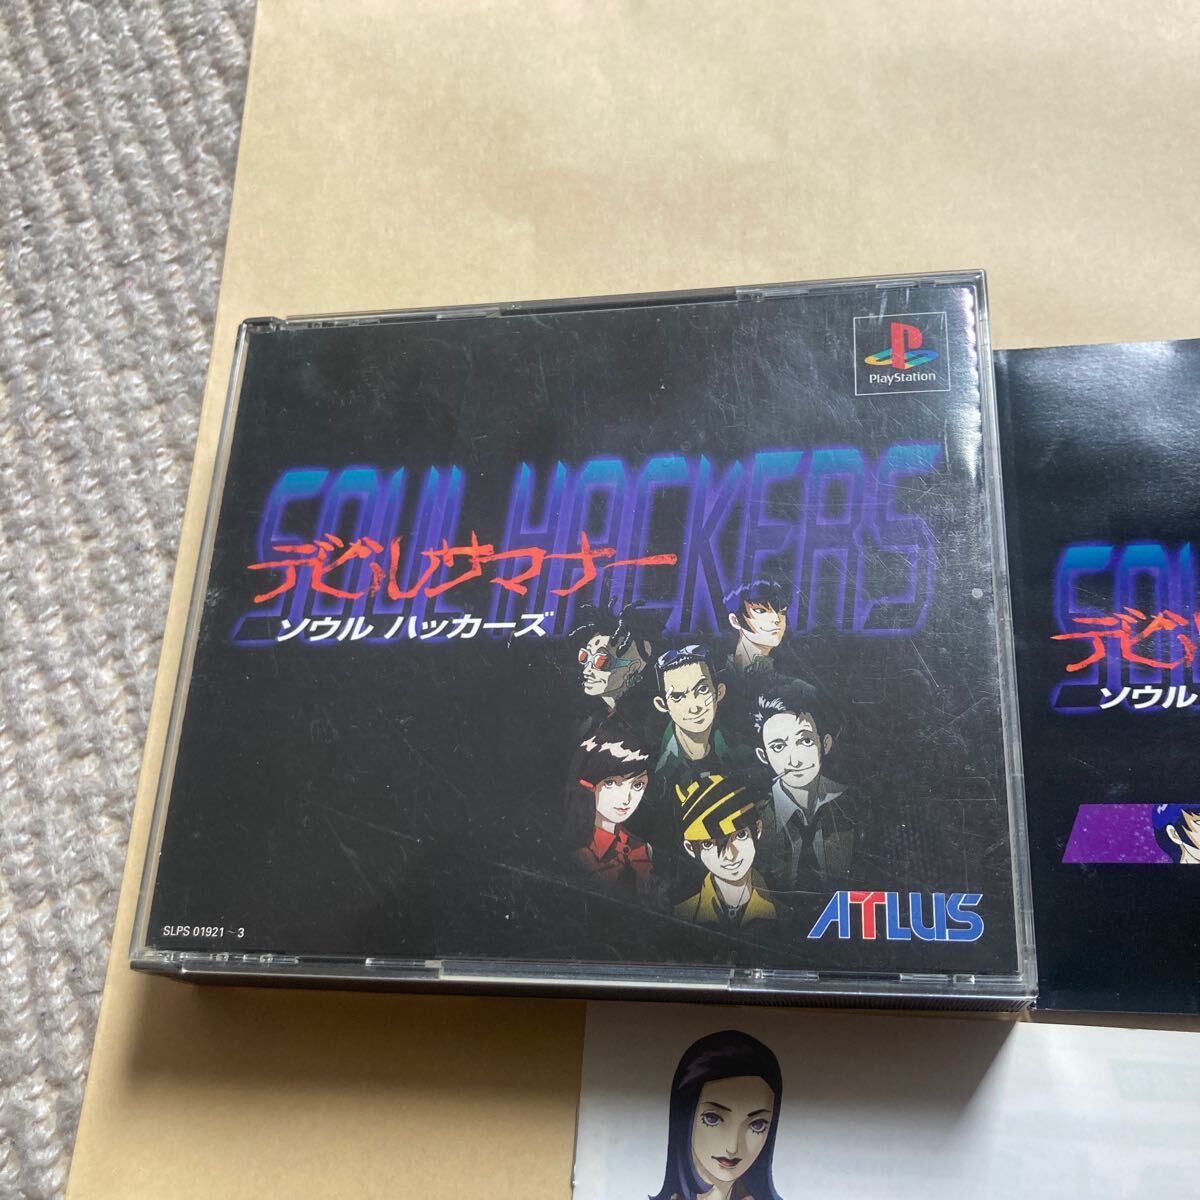 PlayStation
SOUL HACKERS
デビルサマナー
ソウル ハッカーズ
ATLUS
SLPS 01921~3
SOUL
デビル
ソウル